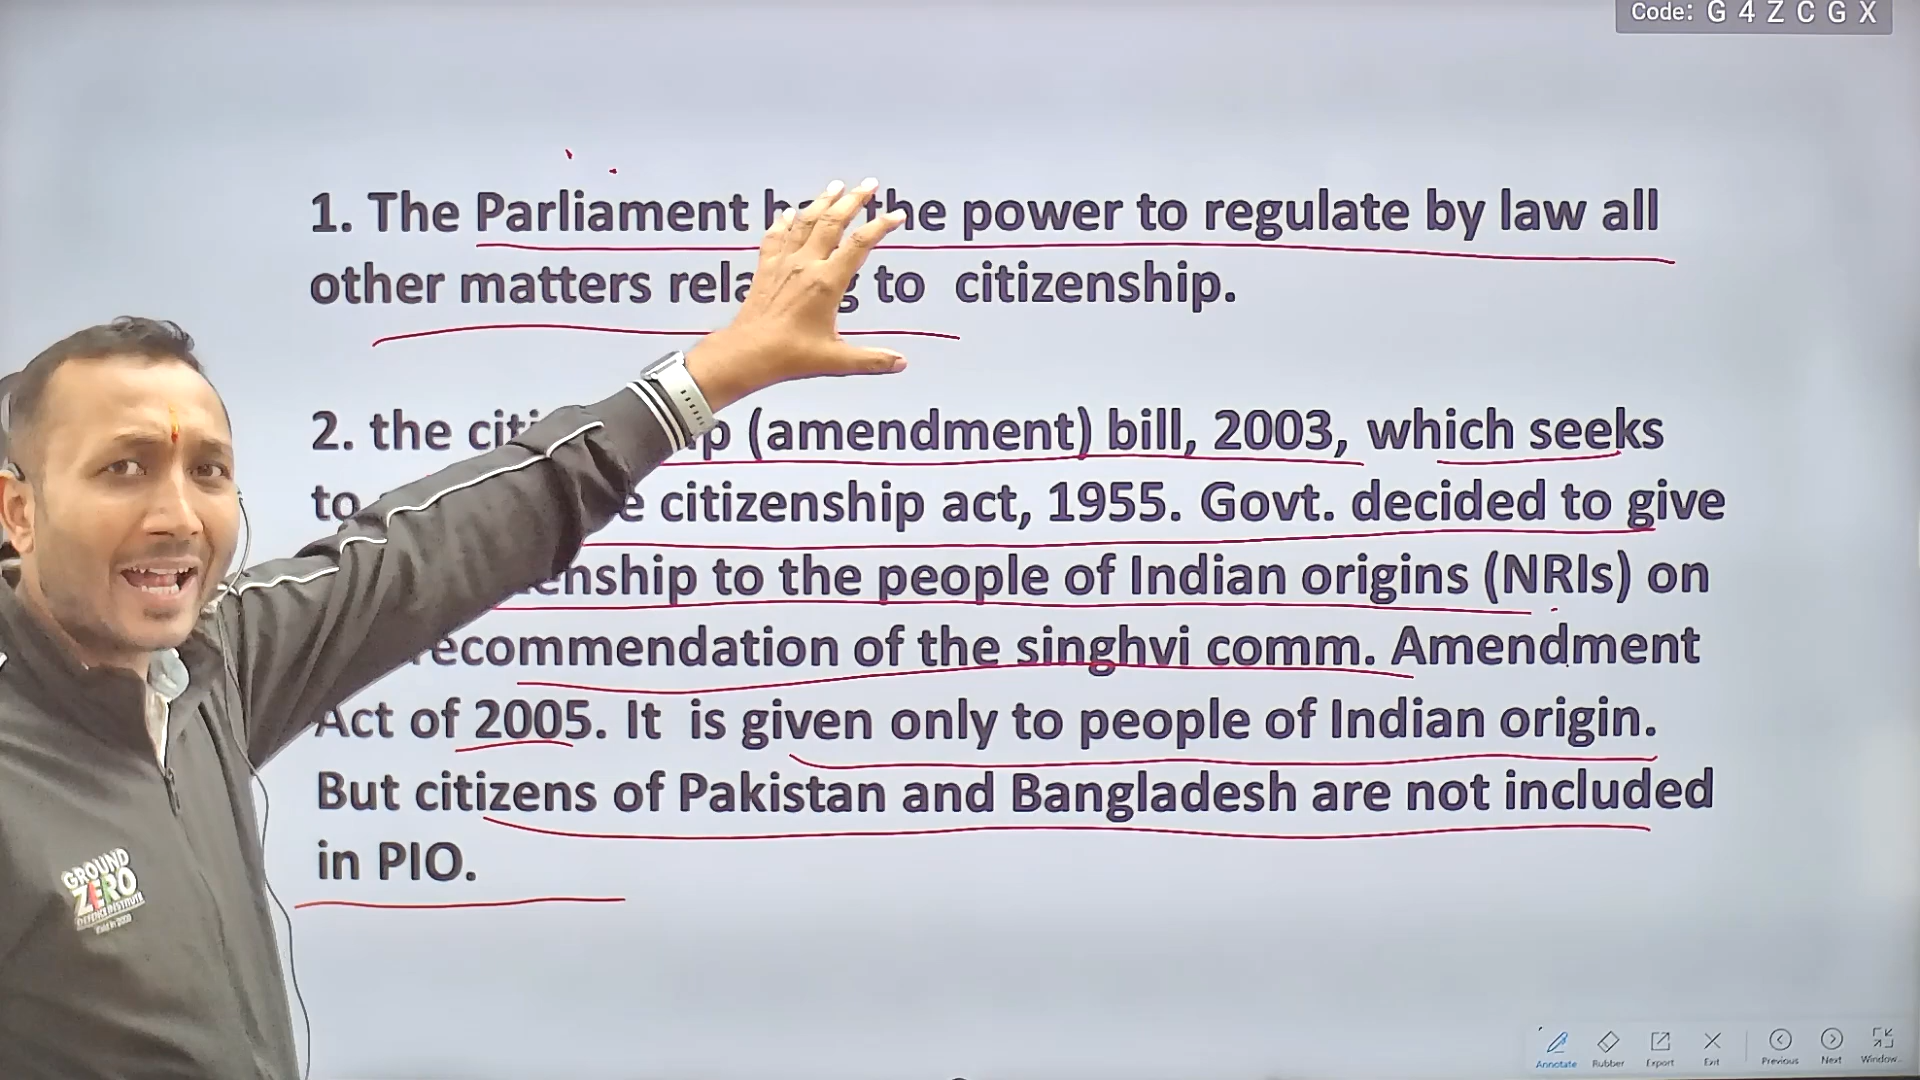 Code: G 4 Z C G X
1. The Parliament the power to regulate by law all
other matters to citizenship.
2. the (amendment) bill, 2003, which seeks
to citizenship act, 1955. Govt. decided to give
to the people of Indian origins (NRIs) on
of the singhvi comm. Amendment
Act of 2005. It is given only to people of Indian origin.
But citizens of Pakistan and Bangladesh are not included
in PIO.
GROUND
ZERO
DEFENCE INSTITUTE
Annotate Rubber Export Exit Previous Next Window...